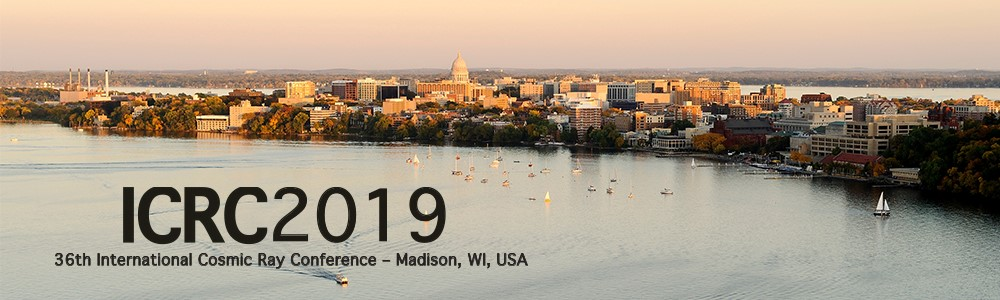 ICRC2019
36th International Cosmic Ray Conference – Madison, WI, USA